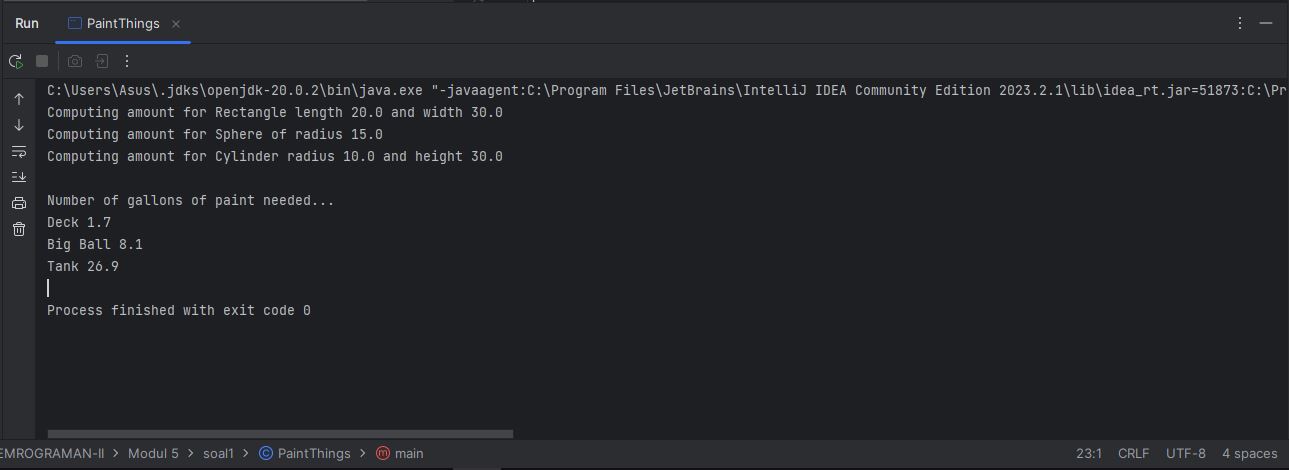 Run PaintThings
C:\Users\Asus\.jdks\openjdk-20.0.2\bin\java.exe "-javaagent:C:\Program Files\JetBrains\IntelliJ IDEA Community Edition 2023.2.1\lib\idea_rt.jar=51873:C:\Pr
Computing amount for Rectangle length 20.0 and width 30.0
Computing amount for Sphere of radius 15.0
Computing amount for Cylinder radius 10.0 and height 30.0
Number of gallons of paint needed...
Deck 1.7
Big Ball 8.1
Tank 26.9
Process finished with exit code 0
EMROGRAMAN-II > Modul 5 > soal1 > PaintThings > main 23:1 CRLF UTF-8 4 spaces